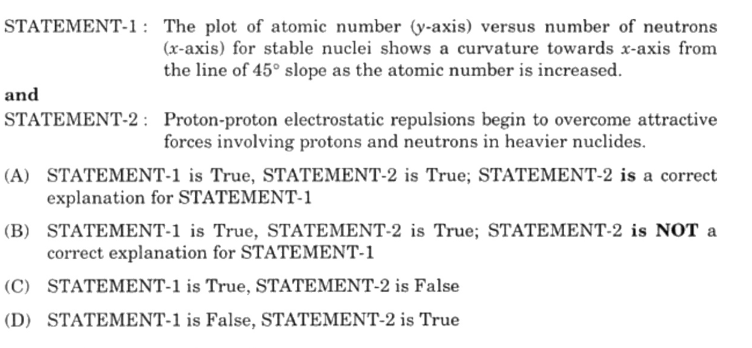 STATEMENT-1 : The plot of atomic number (y-axis) versus number of neutrons
(x-axis) for stable nuclei shows a curvature towards x-axis from
the line of 45° slope as the atomic number is increased.
and
STATEMENT-2 : Proton-proton electrostatic repulsions begin to overcome attractive
forces involving protons and neutrons in heavier nuclides.
(A) STATEMENT-1 is True, STATEMENT-2 is True; STATEMENT-2 is a correct
explanation for STATEMENT-1
(B) STATEMENT-1 is True, STATEMENT-2 is True; STATEMENT-2 is NOT a
correct explanation for STATEMENT-1
(C) STATEMENT-1 is True, STATEMENT-2 is False
(D) STATEMENT-1 is False, STATEMENT-2 is True